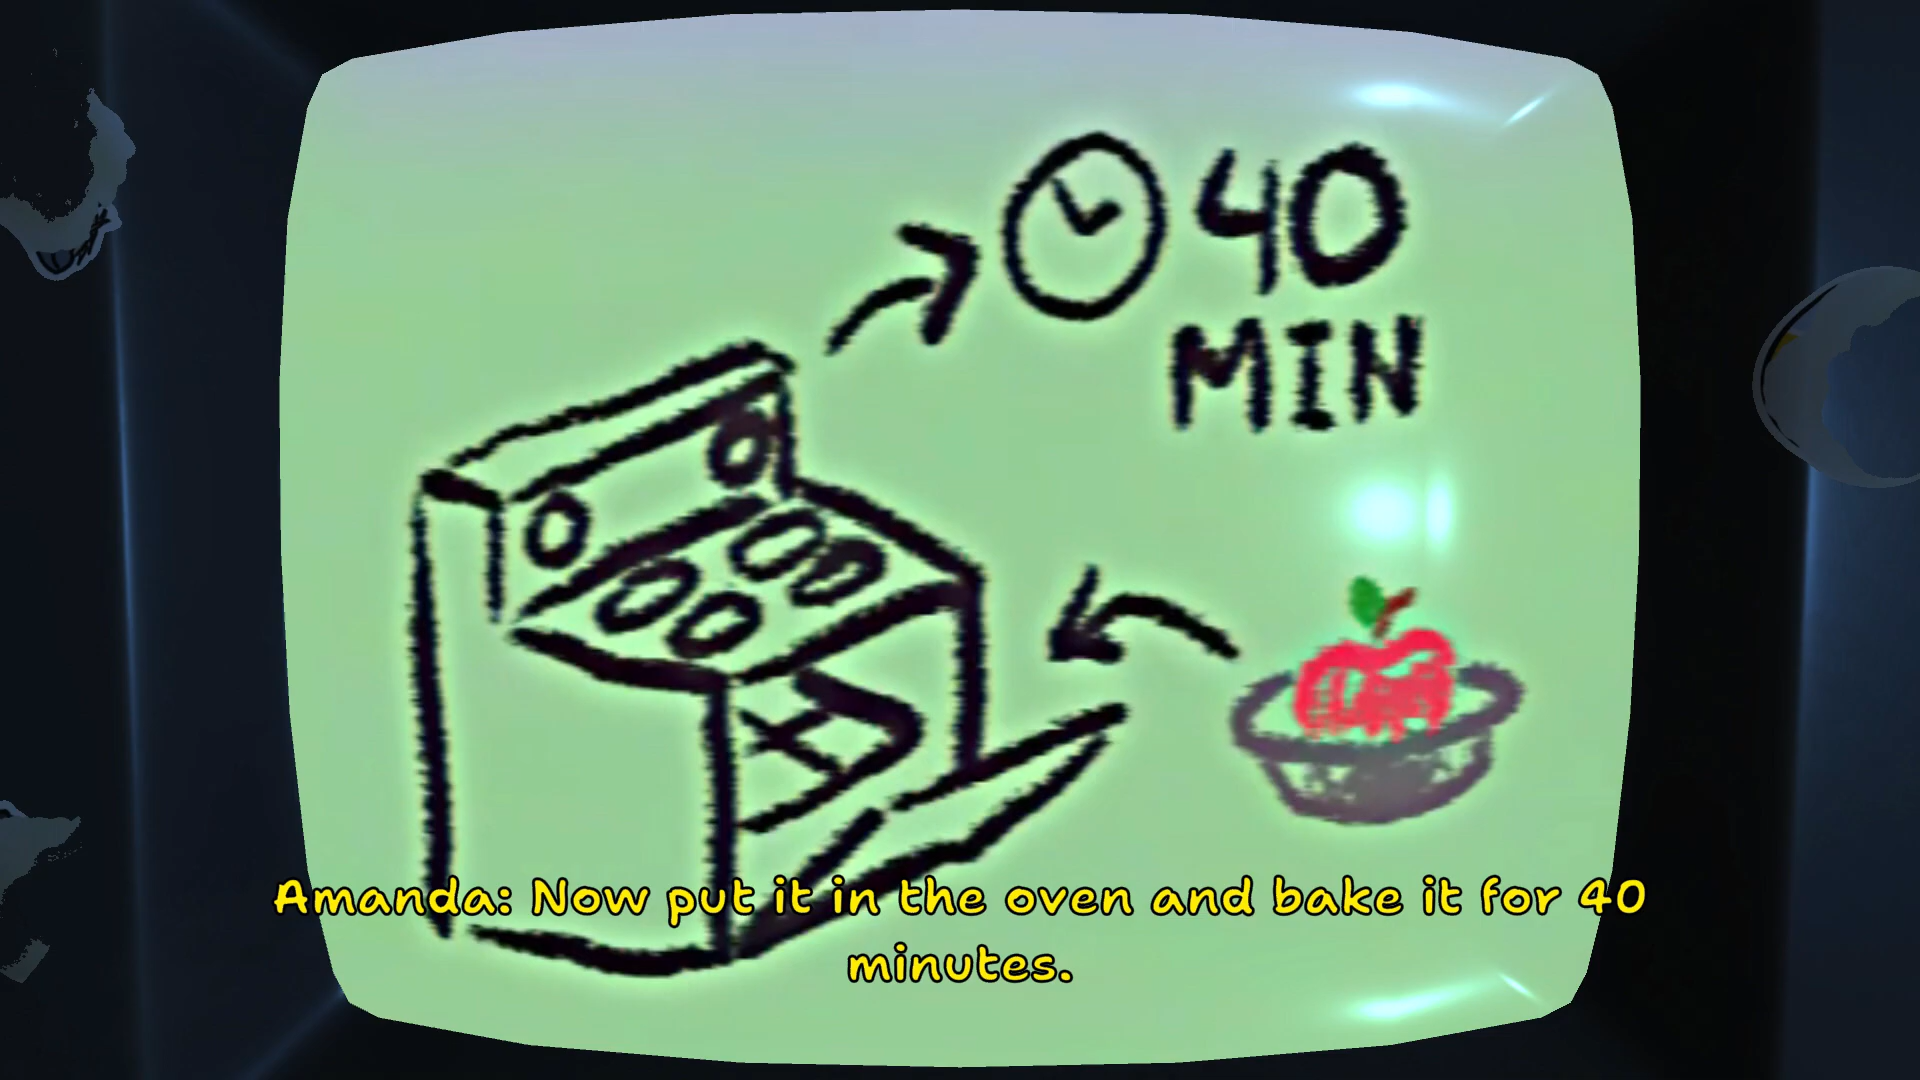 40
MIN
Amanda: Now put it in the oven and bake it for 40
minutes.